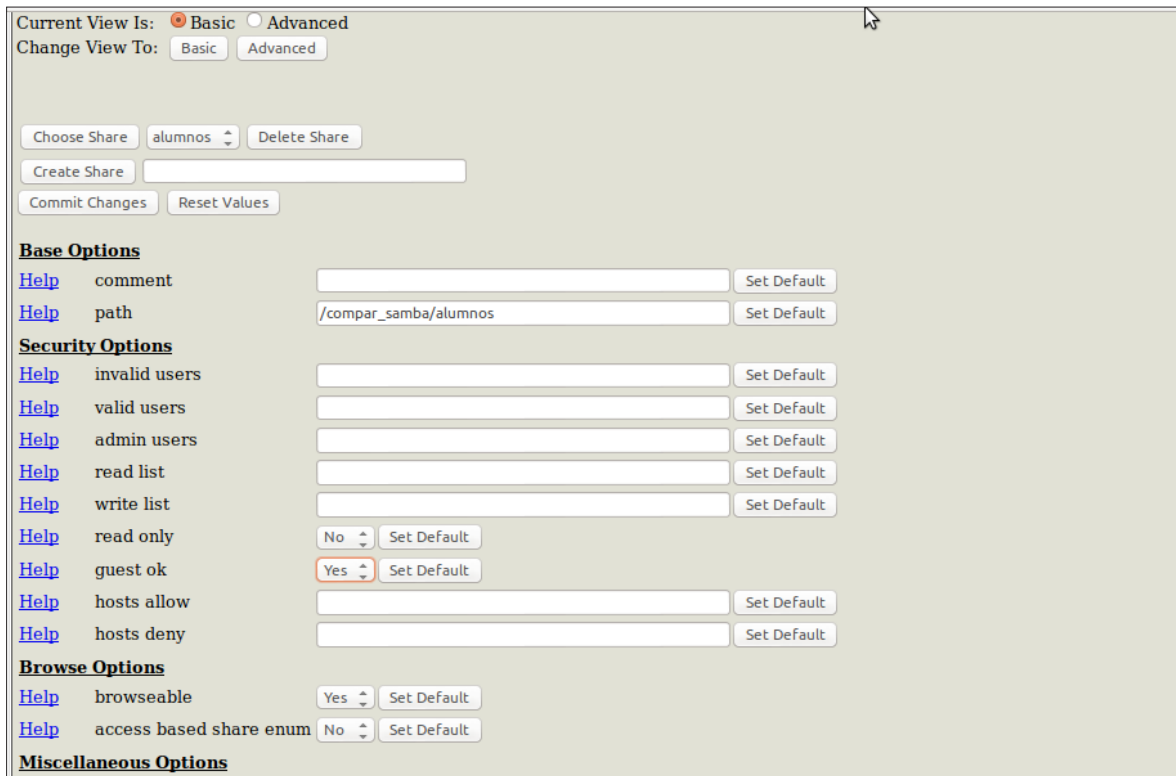 Current View Is: Basic Advanced
Change View To: Basic Advanced
Choose Share alumnos Delete Share
Create Share
Commit Changes Reset Values
Base Options
Help comment Set Default
Help path /compar_samba/alumnos Set Default
Security Options
Help invalid users Set Default
Help valid users Set Default
Help admin users Set Default
Help read list Set Default
Help write list Set Default
Help read only No Set Default
Help guest ok Yes Set Default
Help hosts allow Set Default
Help hosts deny Set Default
Browse Options
Help browseable Yes Set Default
Help access based share enum No Set Default
Miscellaneous Options